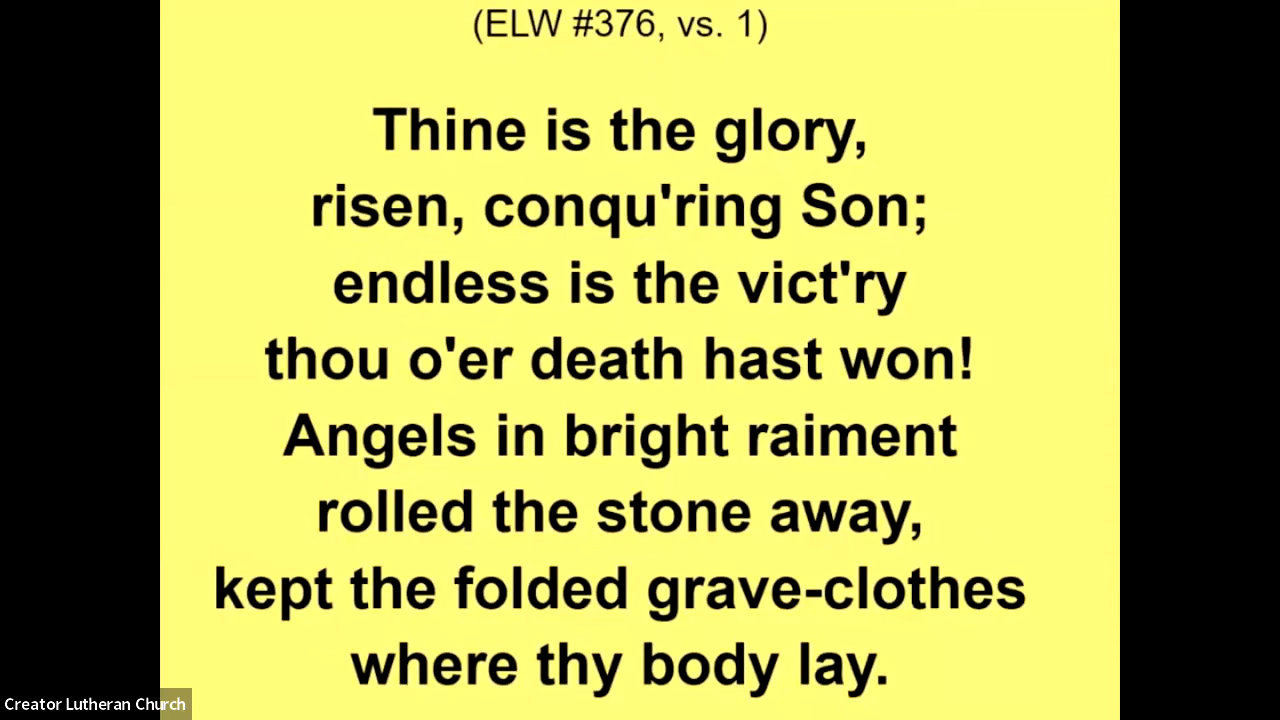 (ELW #376, vs. 1)
Thine is the glory,
risen, conqu'ring Son;
endless is the vict'ry
thou o'er death hast won!
Angels in bright raiment
rolled the stone away,
kept the folded grave-clothes
where thy body lay.
Creator Lutheran Church